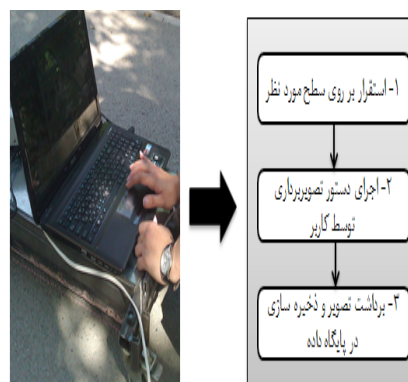 ۱- استقرار بر روی سطح مورد نظر
۲- اجرای دستور تصویربرداری
توسط کاربر
۳- برداشت تصویر و ذخیره سازی
در پایگاه داده